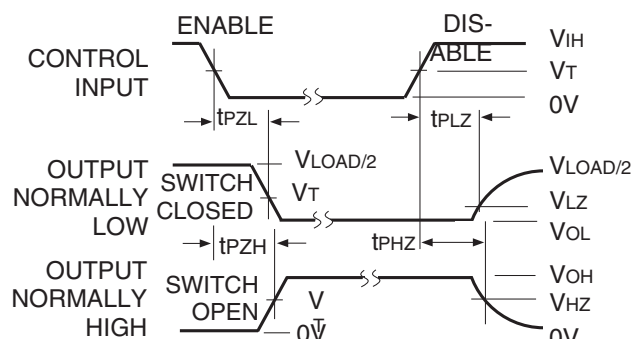 ENABLE
DIS-
ABLE
CONTROL
INPUT
VIH
VT
0V
tPZL
tPLZ
OUTPUT
NORMALLY
LOW
SWITCH
CLOSED
VLOAD/2
VT
VLOAD/2
VLZ
VOL
tPZH
tPHZ
OUTPUT
NORMALLY
HIGH
SWITCH
OPEN
VT
0V
VOH
VHZ
0V